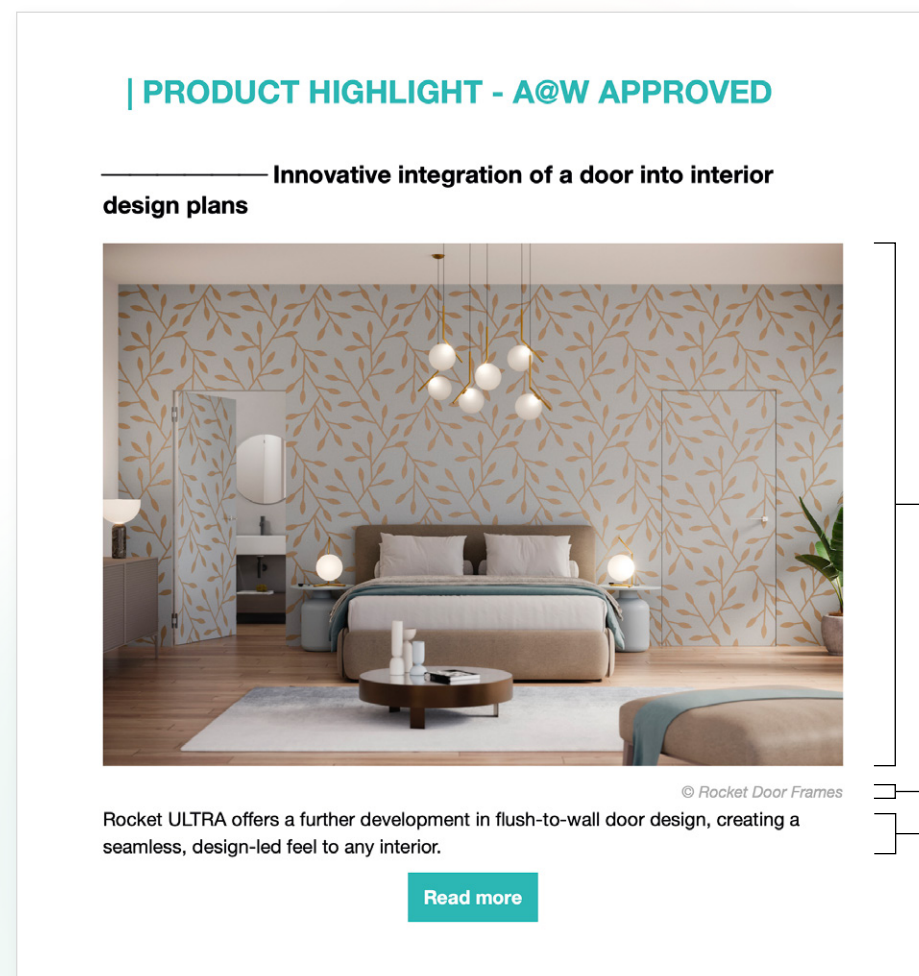 | PRODUCT HIGHLIGHT - A@W APPROVED
—————— Innovative integration of a door into interior
design plans
© Rocket Door Frames
Rocket ULTRA offers a further development in flush-to-wall door design, creating a
seamless, design-led feel to any interior.
Read more